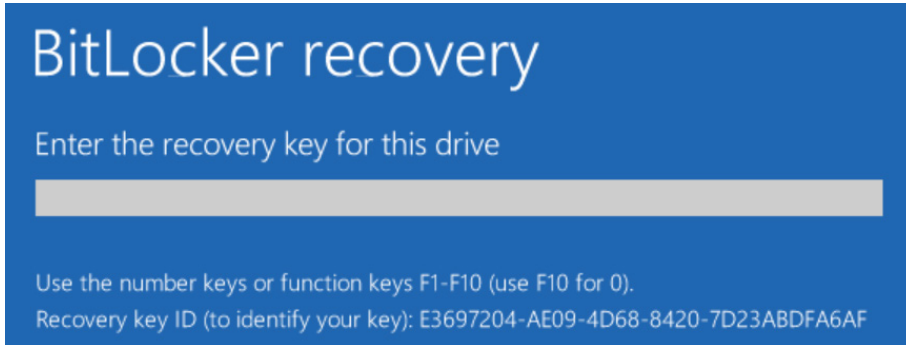 BitLocker recovery
Enter the recovery key for this drive
Use the number keys or function keys F1-F10 (use F10 for 0).
Recovery key ID (to identify your key): E3697204-AE09-4D68-8420-7D23ABDFA6AF